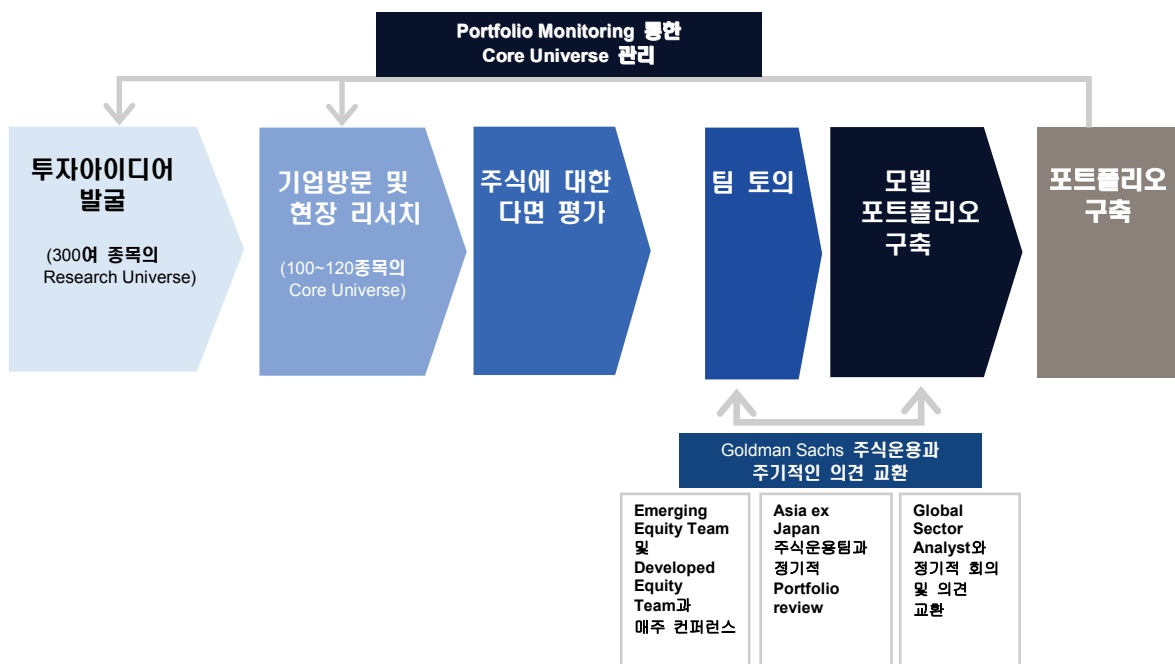 Portfolio Monitoring 통한
Core Universe 관리
투자아이디어
발굴
(300여 종목의
Research Universe)
기업방문 및
현장 리서치
(100~120종목의
Core Universe)
주식에 대한
다면 평가
팀 토의
모델
포트폴리오
구축
포트폴리오
구축
Goldman Sachs 주식운용과
주기적인 의견 교환
Emerging
Equity Team
및
Developed
Equity
Team과
매주 컨퍼런스
Asia ex
Japan
주식운용팀과
정기적
Portfolio
review
Global
Sector
Analyst와
정기적 회의
및 의견
교환